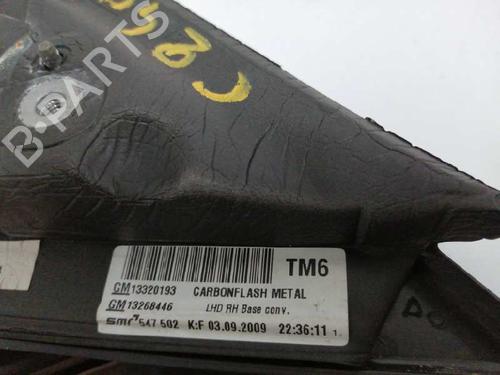 B-PARTS
TM6
GM13320193 CARBONFLASH METAL
GM13268446 LHD RH Base conv.
smr 547 502 K:F 03.09.2009 22:36:11 1.